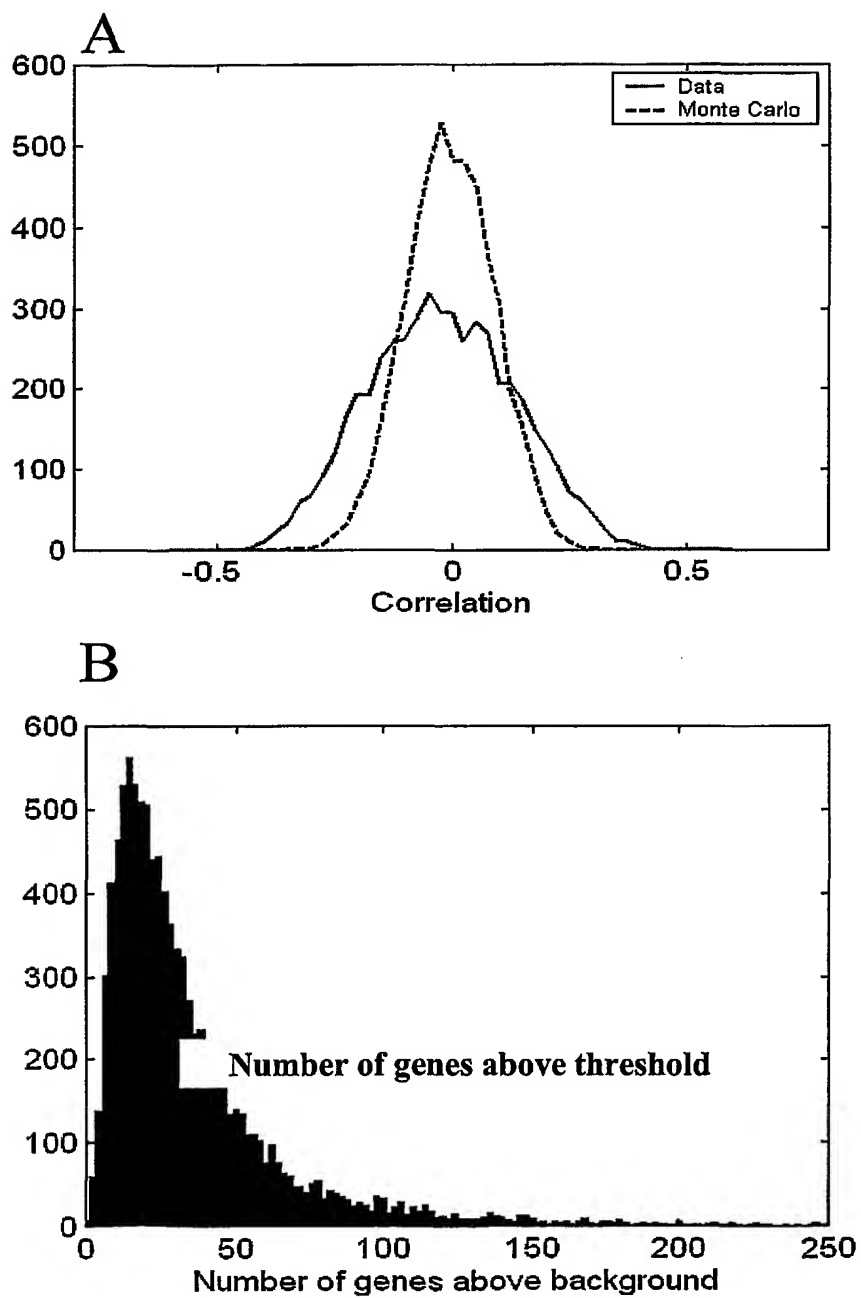 A
600
500
400
300
200
100
0
Data
Monte Carlo
-0.5 0 0.5
Correlation
B
600
500
400
300
200
100
0
Number of genes above threshold
0 50 100 150 200 250
Number of genes above background